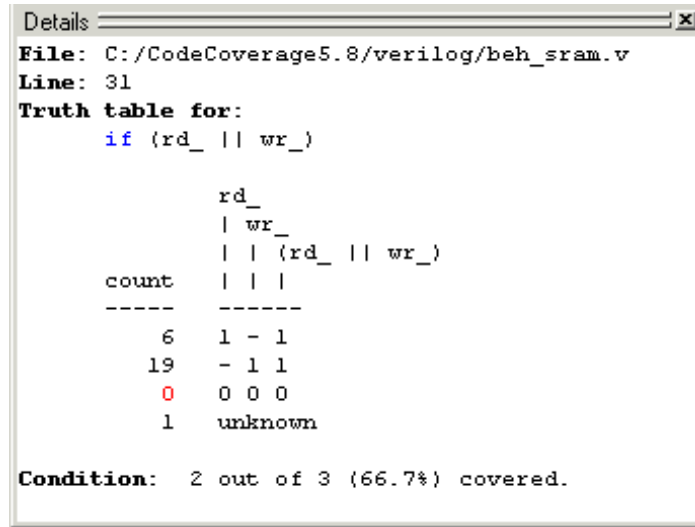 Details
File: C:/CodeCoverage5.8/verilog/beh_sram.v
Line: 31
Truth table for:
if (rd_ || wr_)
rd_
| wr_
| | (rd_ || wr_)
count | | |
----- ------
6 1 - 1
19 - 1 1
0 0 0 0
1 unknown
Condition: 2 out of 3 (66.7%) covered.